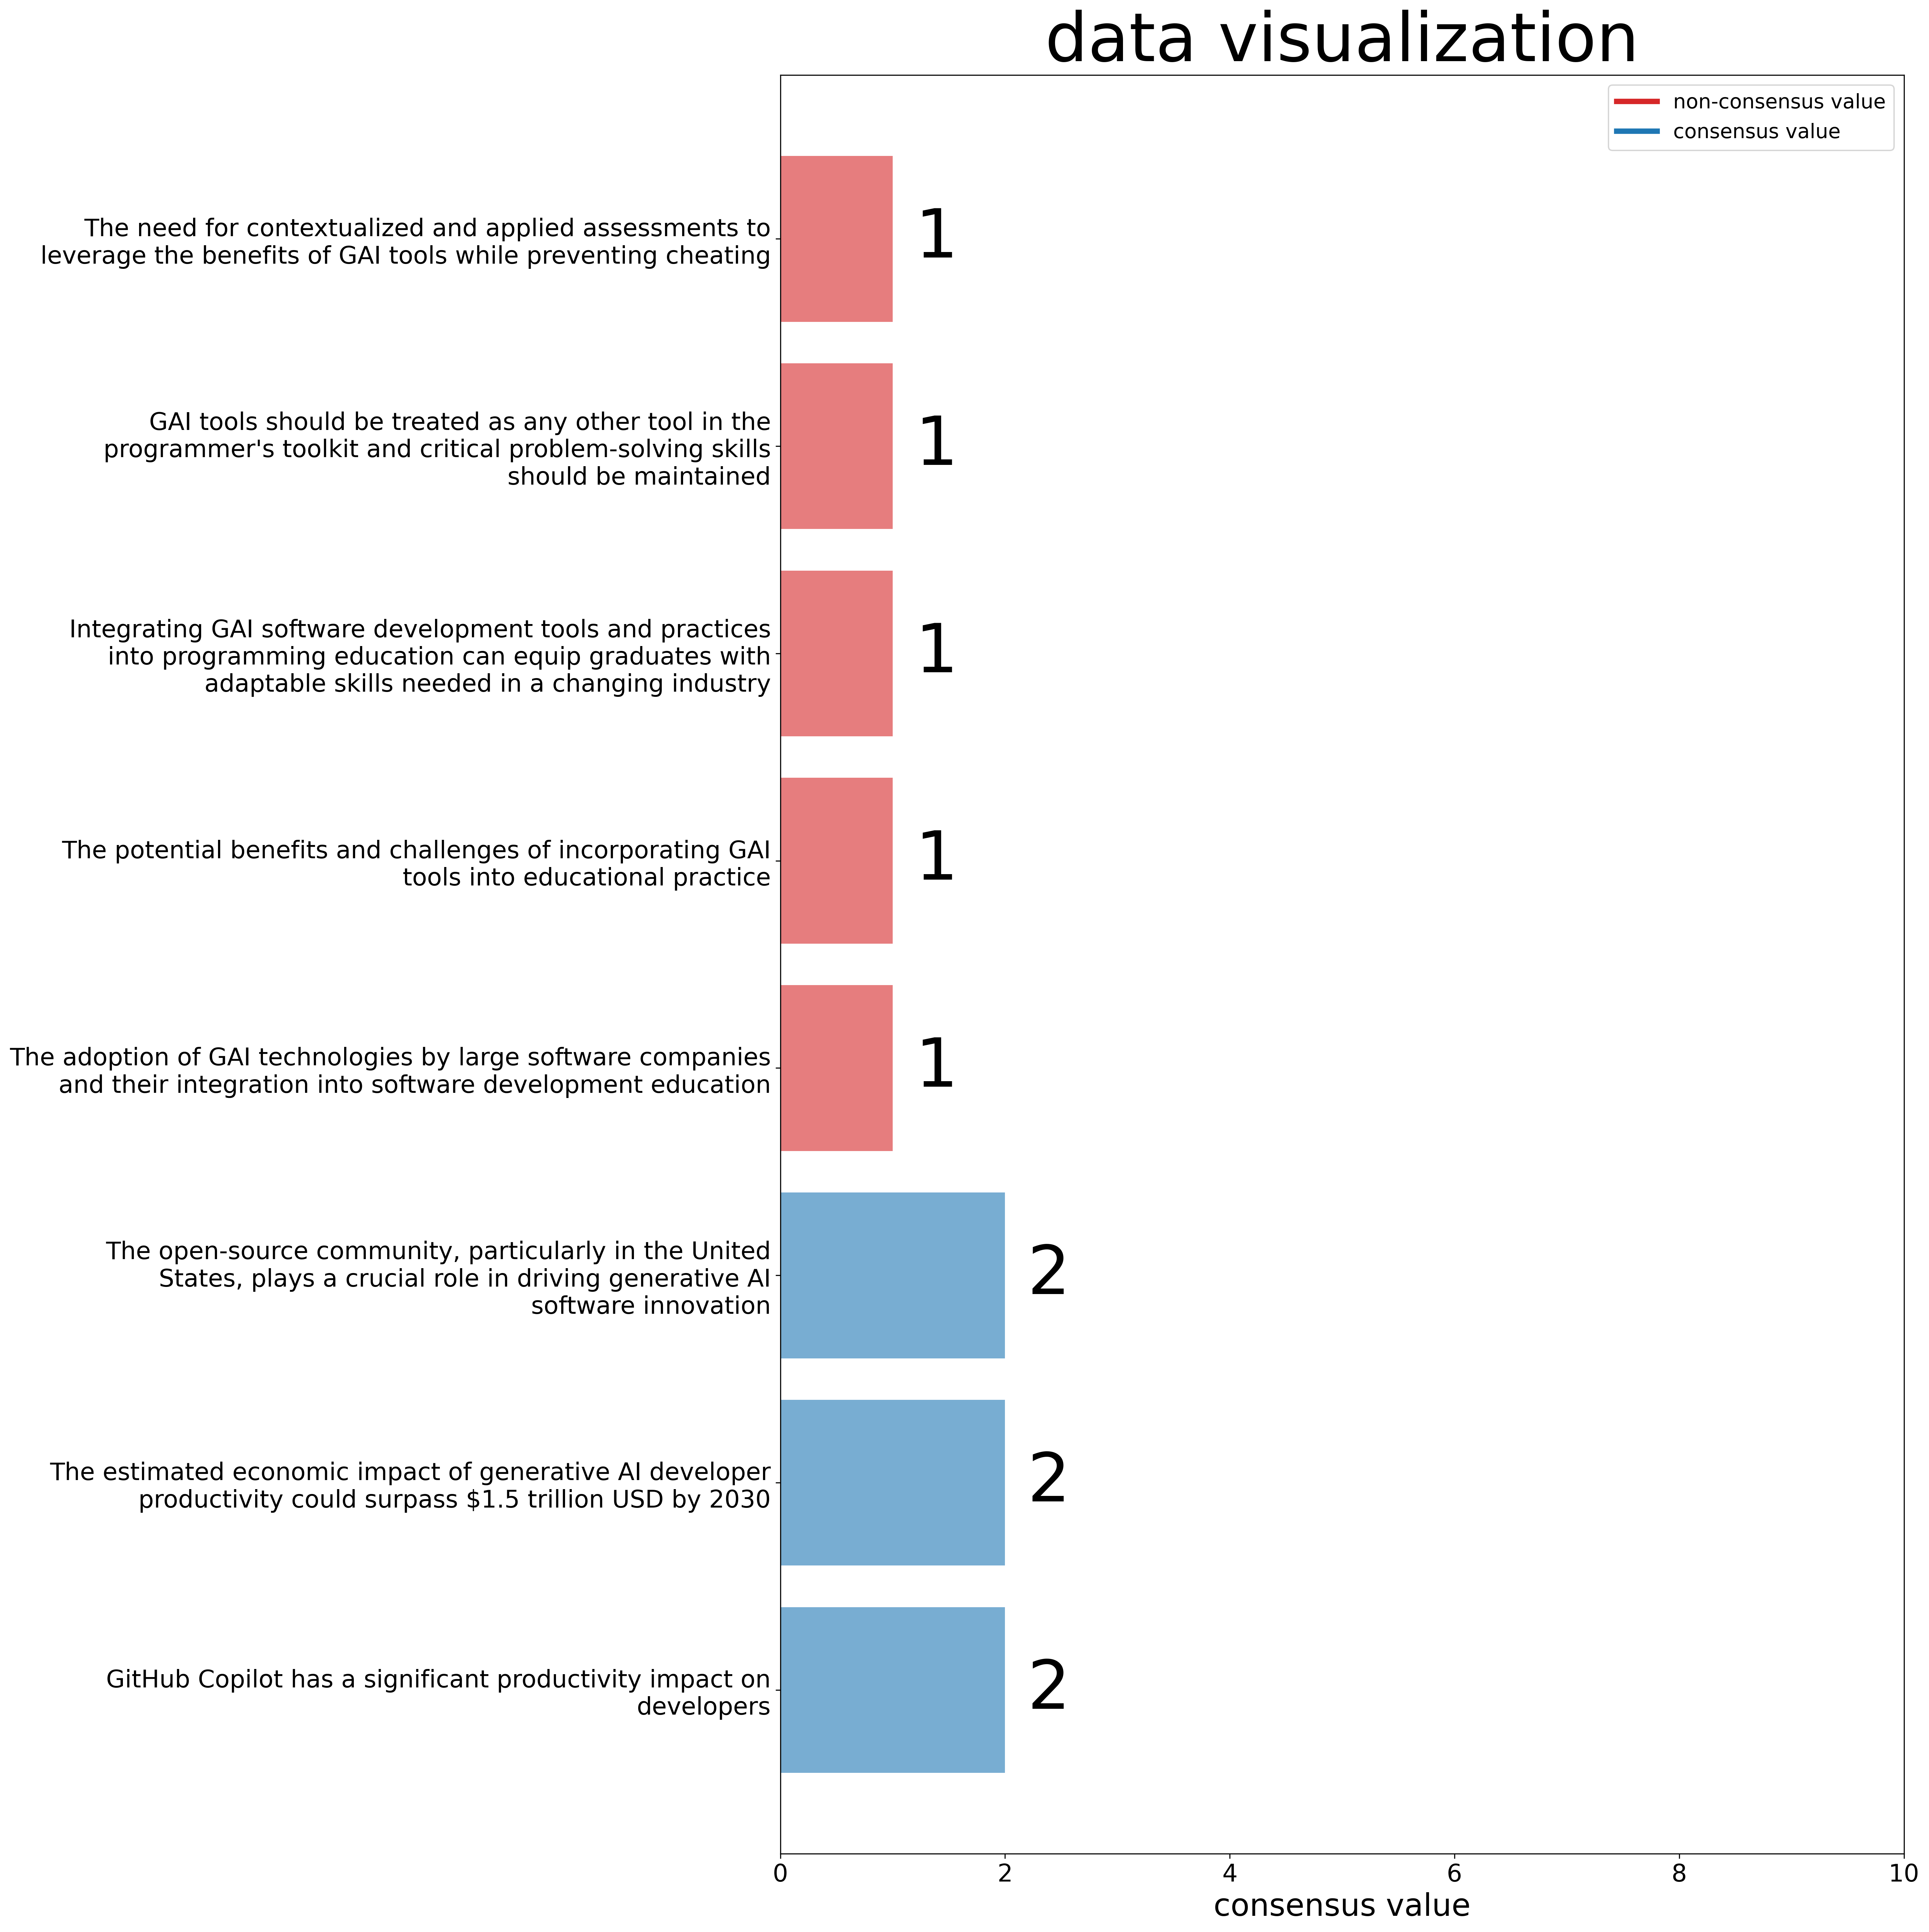 data visualization
non-consensus value
consensus value
The need for contextualized and applied assessments to
leverage the benefits of GAI tools while preventing cheating
1
GAI tools should be treated as any other tool in the
programmer's toolkit and critical problem-solving skills
should be maintained
1
Integrating GAI software development tools and practices
into programming education can equip graduates with
adaptable skills needed in a changing industry
1
The potential benefits and challenges of incorporating GAI
tools into educational practice
1
The adoption of GAI technologies by large software companies
and their integration into software development education
1
The open-source community, particularly in the United
States, plays a crucial role in driving generative AI
software innovation
2
The estimated economic impact of generative AI developer
productivity could surpass $1.5 trillion USD by 2030
2
GitHub Copilot has a significant productivity impact on
developers
2
0 2 4 6 8 10
consensus value